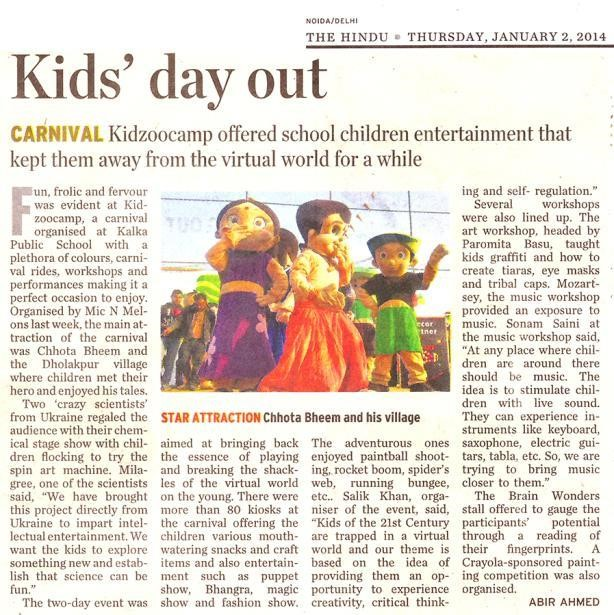 NOIDA/DELHI
THE HINDU • THURSDAY, JANUARY 2, 2014
Kids' day out
CARNIVAL Kidzoocamp offered school children entertainment that
kept them away from the virtual world for a while
Fun, frolic and fervour
was evident at Kid-
zoocamp, a carnival
organised at Kalka
Public School with a
plethora of colours, carni-
val rides, workshops and
performances making it a
perfect occasion to enjoy.
Organised by Mic N Mel-
ons last week, the main at-
traction of the carnival
was Chhota Bheem and
the Dholakpur village
where children met their
hero and enjoyed his tales.
Two 'crazy scientists'
from Ukraine regaled the
audience with their chem-
ical stage show with chil-
dren flocking to try the
spin art machine. Mila-
gree, one of the scientists
said, "We have brought
this project directly from
Ukraine to impart intel-
lectual entertainment. We
want the kids to explore
something new and estab-
lish that science can be
fun."
The two-day event was
STAR ATTRACTION Chhota Bheem and his village
aimed at bringing back
the essence of playing
and breaking the shack-
les of the virtual world
on the young. There were
more than 80 kiosks at
the carnival offering the
children various mouth-
watering snacks and craft
items and also entertain-
ment such as puppet
show, Bhangra, magic
show and fashion show.
The adventurous ones
enjoyed paintball shoot-
ing, rocket boom, spider's
web, running bungee,
etc.. Salik Khan, orga-
niser of the event, said,
"Kids of the 21st Century
are trapped in a virtual
world and our theme is
based on the idea of
providing them an op-
portunity to experience
creativity, critical think-
ing and self- regulation."
Several workshops
were also lined up. The
art workshop, headed by
Paromita Basu, taught
kids graffiti and how to
create tiaras, eye masks
and tribal caps. Mozart-
sey, the music workshop
provided an exposure to
music. Sonam Saini at
the music workshop said,
"At any place where chil-
dren are around there
should be music. The
idea is to stimulate chil-
dren with live sound.
They can experience in-
struments like keyboard,
saxophone, electric gui-
tars, tabla, etc. So, we are
trying to bring music
closer to them."
The Brain Wonders
stall offered to gauge the
participants' potential
through a reading of
their fingerprints. A
Crayola-sponsored paint-
ing competition was also
organised.
ABIR AHMED